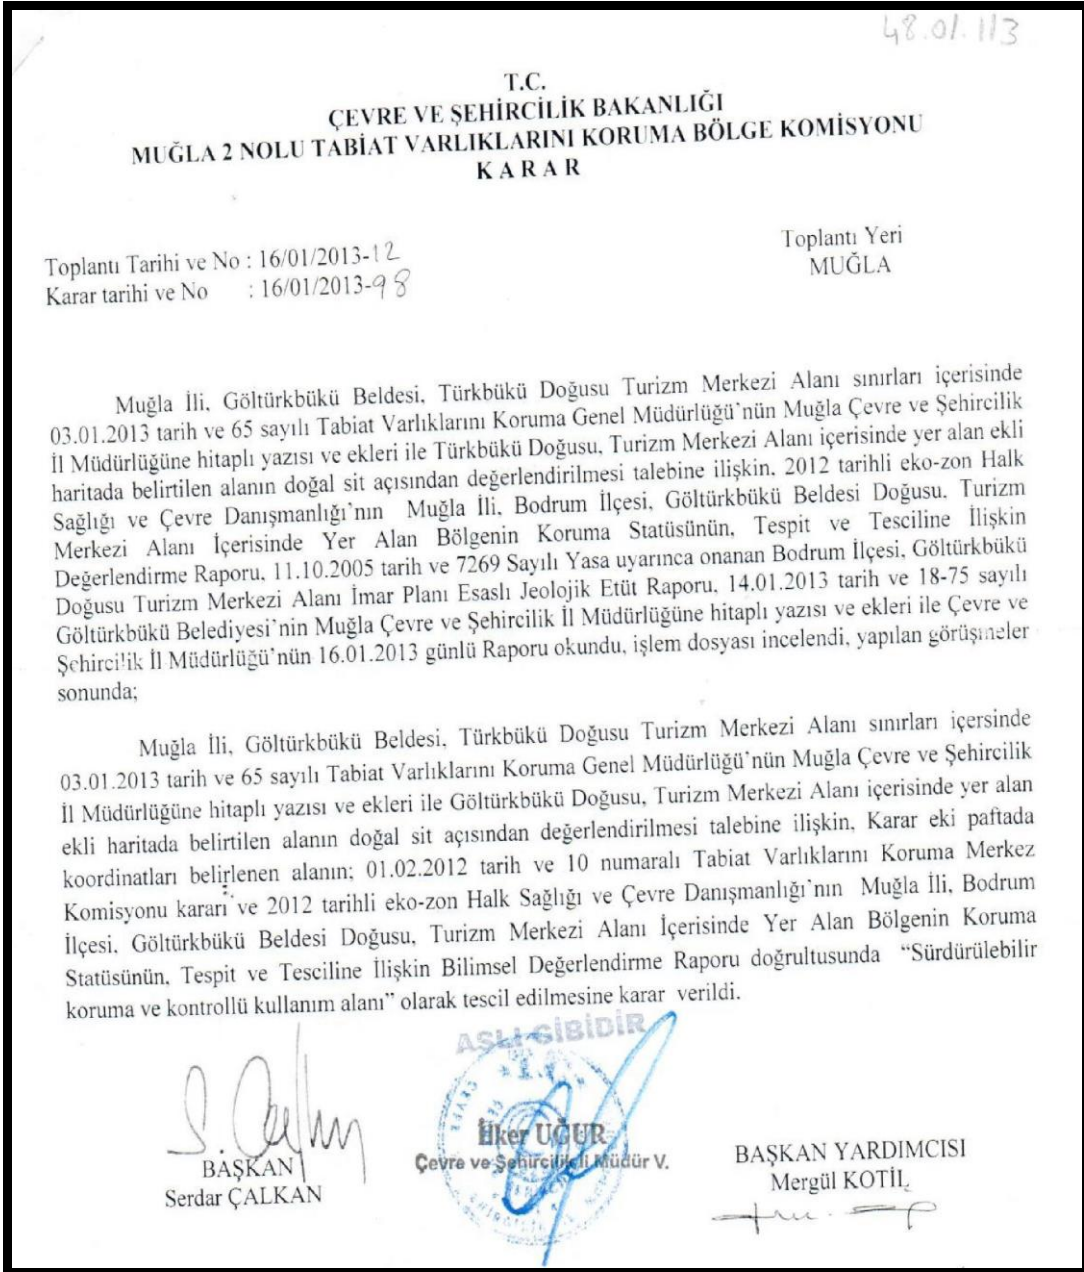 48.01.113
T.C.
ÇEVRE VE ŞEHİRCİLİK BAKANLIĞI
MUĞLA 2 NOLU TABİAT VARLIKLARINI KORUMA BÖLGE KOMİSYONU
K A R A R
Toplantı Tarihi ve No : 16/01/2013-12
Karar tarihi ve No : 16/01/2013-98
Toplantı Yeri
MUĞLA
Muğla İli, Göltürkbükü Beldesi, Türkbükü Doğusu Turizm Merkezi Alanı sınırları içerisinde
03.01.2013 tarih ve 65 sayılı Tabiat Varlıklarını Koruma Genel Müdürlüğü'nün Muğla Çevre ve Şehircilik
İl Müdürlüğüne hitaplı yazısı ve ekleri ile Türkbükü Doğusu, Turizm Merkezi Alanı içerisinde yer alan ekli
haritada belirtilen alanın doğal sit açısından değerlendirilmesi talebine ilişkin, 2012 tarihli eko-zon Halk
Sağlığı ve Çevre Danışmanlığı'nın Muğla İli, Bodrum İlçesi, Göltürkbükü Beldesi Doğusu, Turizm
Merkezi Alanı İçerisinde Yer Alan Bölgenin Koruma Statüsünün, Tespit ve Tesciline İlişkin
Değerlendirme Raporu, 11.10.2005 tarih ve 7269 Sayılı Yasa uyarınca onanan Bodrum İlçesi, Göltürkbükü
Doğusu Turizm Merkezi Alanı İmar Planı Esaslı Jeolojik Etüt Raporu, 14.01.2013 tarih ve 18-75 sayılı
Göltürkbükü Belediyesi'nin Muğla Çevre ve Şehircilik İl Müdürlüğüne hitaplı yazısı ve ekleri ile Çevre ve
Şehircilik İl Müdürlüğü'nün 16.01.2013 günlü Raporu okundu, işlem dosyası incelendi, yapılan görüşmeler
sonunda;
Muğla İli, Göltürkbükü Beldesi, Türkbükü Doğusu Turizm Merkezi Alanı sınırları içersinde
03.01.2013 tarih ve 65 sayılı Tabiat Varlıklarını Koruma Genel Müdürlüğü'nün Muğla Çevre ve Şehircilik
İl Müdürlüğüne hitaplı yazısı ve ekleri ile Göltürkbükü Doğusu, Turizm Merkezi Alanı içerisinde yer alan
ekli haritada belirtilen alanın doğal sit açısından değerlendirilmesi talebine ilişkin, Karar eki paftada
koordinatları belirlenen alanın; 01.02.2012 tarih ve 10 numaralı Tabiat Varlıklarını Koruma Merkez
Komisyonu kararı ve 2012 tarihli eko-zon Halk Sağlığı ve Çevre Danışmanlığı'nın Muğla İli, Bodrum
İlçesi, Göltürkbükü Beldesi Doğusu, Turizm Merkezi Alanı İçerisinde Yer Alan Bölgenin Koruma
Statüsünün, Tespit ve Tesciline İlişkin Bilimsel Değerlendirme Raporu doğrultusunda “Sürdürülebilir
koruma ve kontrollü kullanım alanı” olarak tescil edilmesine karar verildi.
ASLI GİBİDİR
İlker UĞUR
Çevre ve Şehircilik İl Müdür V.
BAŞKAN
Serdar ÇALKAN
BAŞKAN YARDIMCISI
Mergül KOTİL